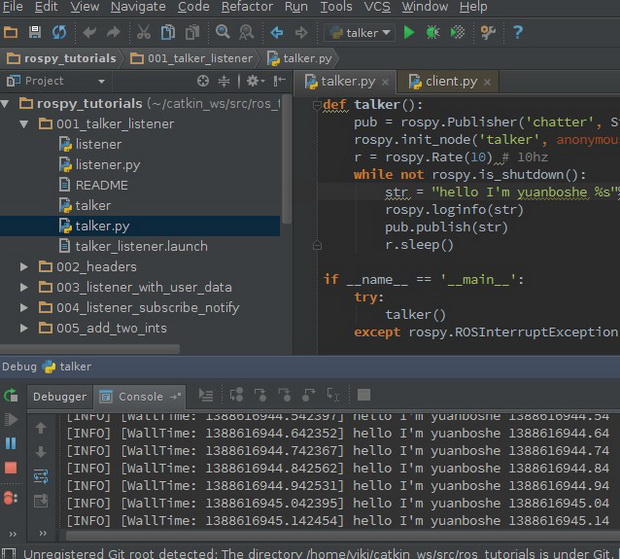 File Edit View Navigate Code Refactor Run Tools VCS Window Help
talker
rospy_tutorials 001_talker_listener talker.py
Project
talker.py
client.py
rospy_tutorials (~/catkin_ws/src/ros_t
001_talker_listener
listener
listener.py
README
talker
talker.py
talker_listener.launch
002_headers
003_listener_with_user_data
004_listener_subscribe_notify
005_add_two_ints
def talker():
pub = rospy.Publisher('chatter', S
rospy.init_node('talker', anonymou
r = rospy.Rate(10) # 10hz
while not rospy.is_shutdown():
str = "hello I'm yuanboshe %s"%
rospy.loginfo(str)
pub.publish(str)
r.sleep()
if __name__ == '__main__':
try:
talker()
except rospy.ROSInterruptException
Debug talker
Debugger Console
[INFO] [WallTime: 1388616944.542397] hello I'm yuanboshe 1388616944.54
[INFO] [WallTime: 1388616944.642352] hello I'm yuanboshe 1388616944.64
[INFO] [WallTime: 1388616944.742367] hello I'm yuanboshe 1388616944.74
[INFO] [WallTime: 1388616944.842562] hello I'm yuanboshe 1388616944.84
[INFO] [WallTime: 1388616944.942531] hello I'm yuanboshe 1388616944.94
[INFO] [WallTime: 1388616945.042395] hello I'm yuanboshe 1388616945.04
[INFO] [WallTime: 1388616945.142454] hello I'm yuanboshe 1388616945.14
Unregistered Git root detected: The directory /home/viki/catkin_ws/src/ros_tutorials is under Git,